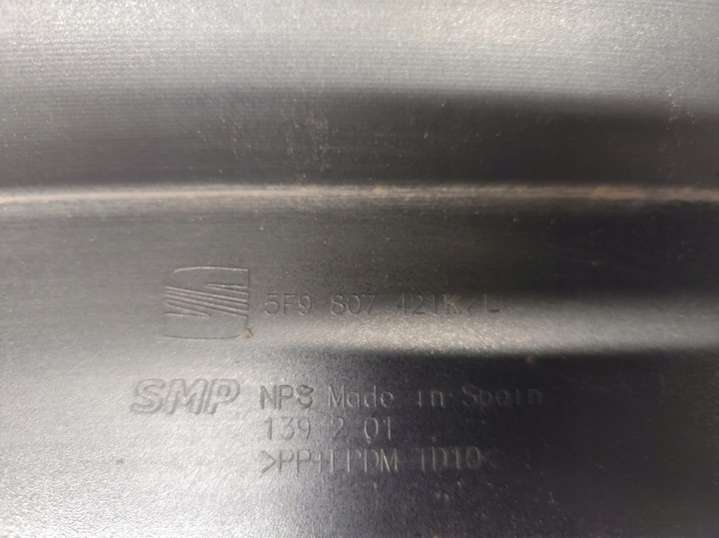 5F9 807 421K/L
SMP NPS Made in Spain
139 2 01
>PP+EPDM-TD10<